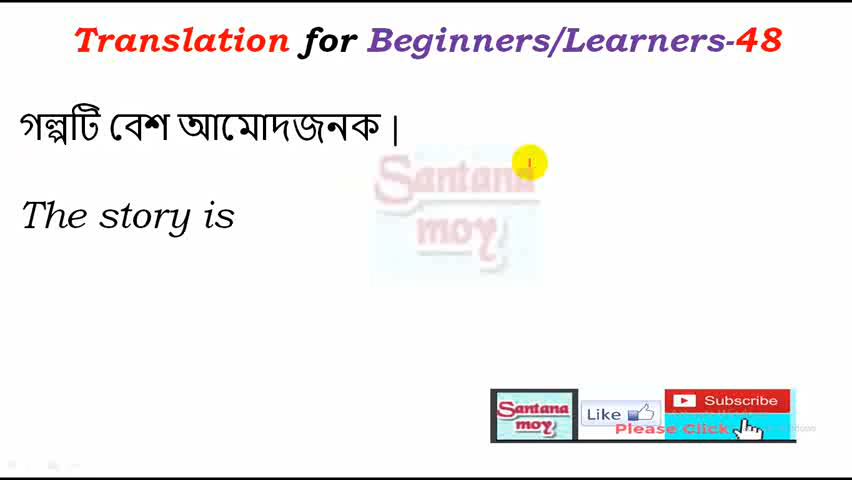 Translation for Beginners/Learners-48
গল্পটি বেশ আমোদজনক।
Santana
moy
The story is
Santana
moy
Like
Subscribe
Please Click